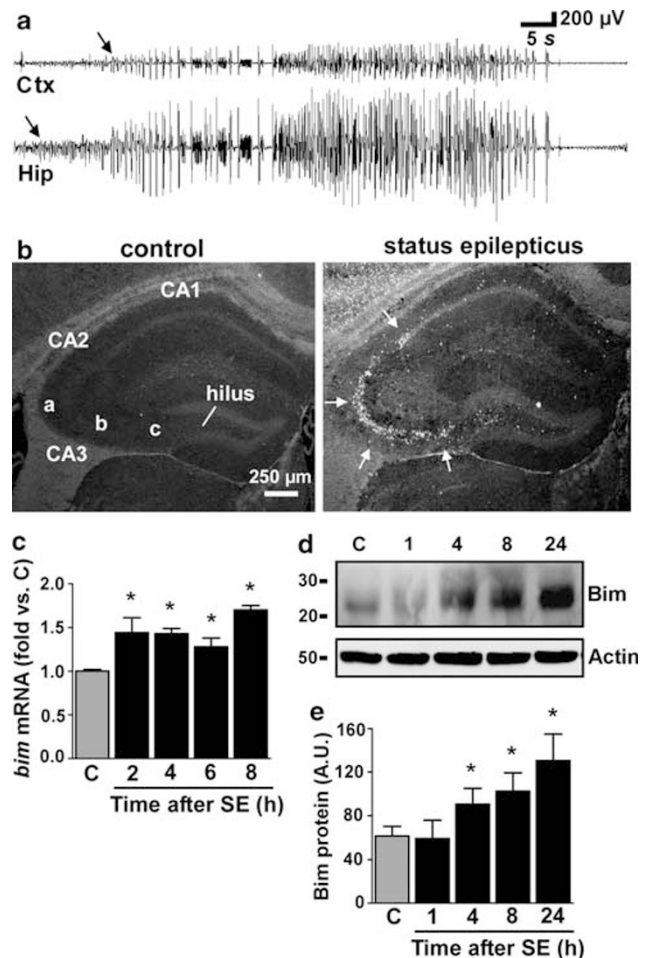 a
200 µV
5 s
Ctx
Hip
b
control
status epilepticus
CA1
CA2
hilus
a
b
c
CA3
250 µm
c
bim mRNA (fold vs. C)
2.0
1.5
1.0
0.5
0.0
* * * *
C 2 4 6 8
Time after SE (h)
d
C 1 4 8 24
30
20
Bim
50
Actin
e
Bim protein (A.U.)
160
120
80
40
0
* * *
C 1 4 8 24
Time after SE (h)